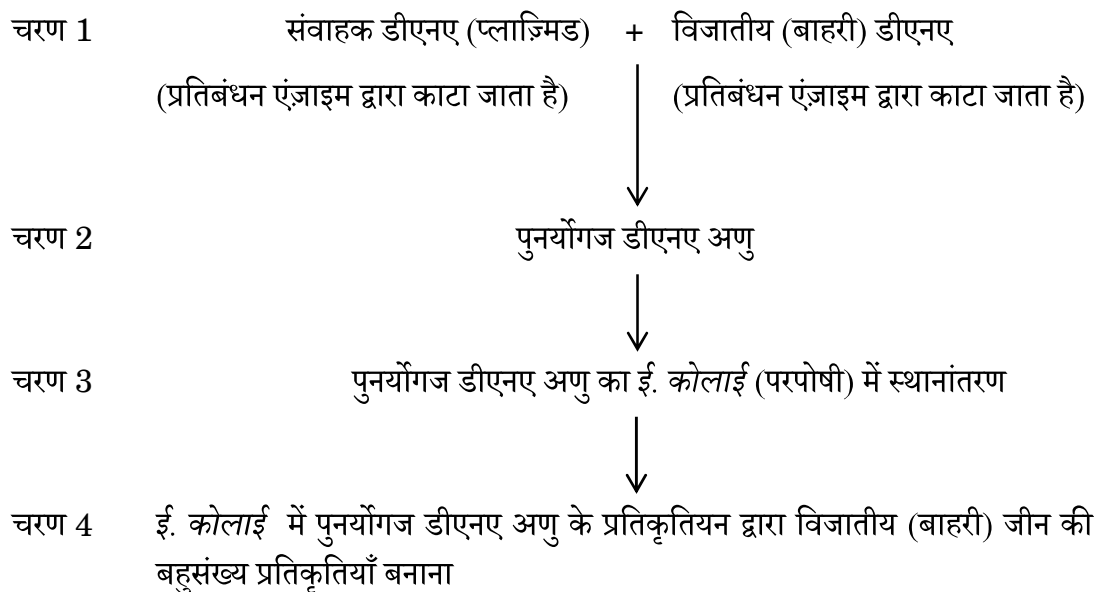 चरण 1 संवाहक डीएनए (प्लाज़्मिड) + विजातीय (बाहरी) डीएनए
(प्रतिबंधन एंज़ाइम द्वारा काटा जाता है) (प्रतिबंधन एंज़ाइम द्वारा काटा जाता है)
चरण 2 पुनर्योगज डीएनए अणु
चरण 3 पुनर्योगज डीएनए अणु का ई. कोलाई (परपोषी) में स्थानांतरण
चरण 4 ई. कोलाई में पुनर्योगज डीएनए अणु के प्रतिकृतियन द्वारा विजातीय (बाहरी) जीन की
बहुसंख्य प्रतिकृतियाँ बनाना